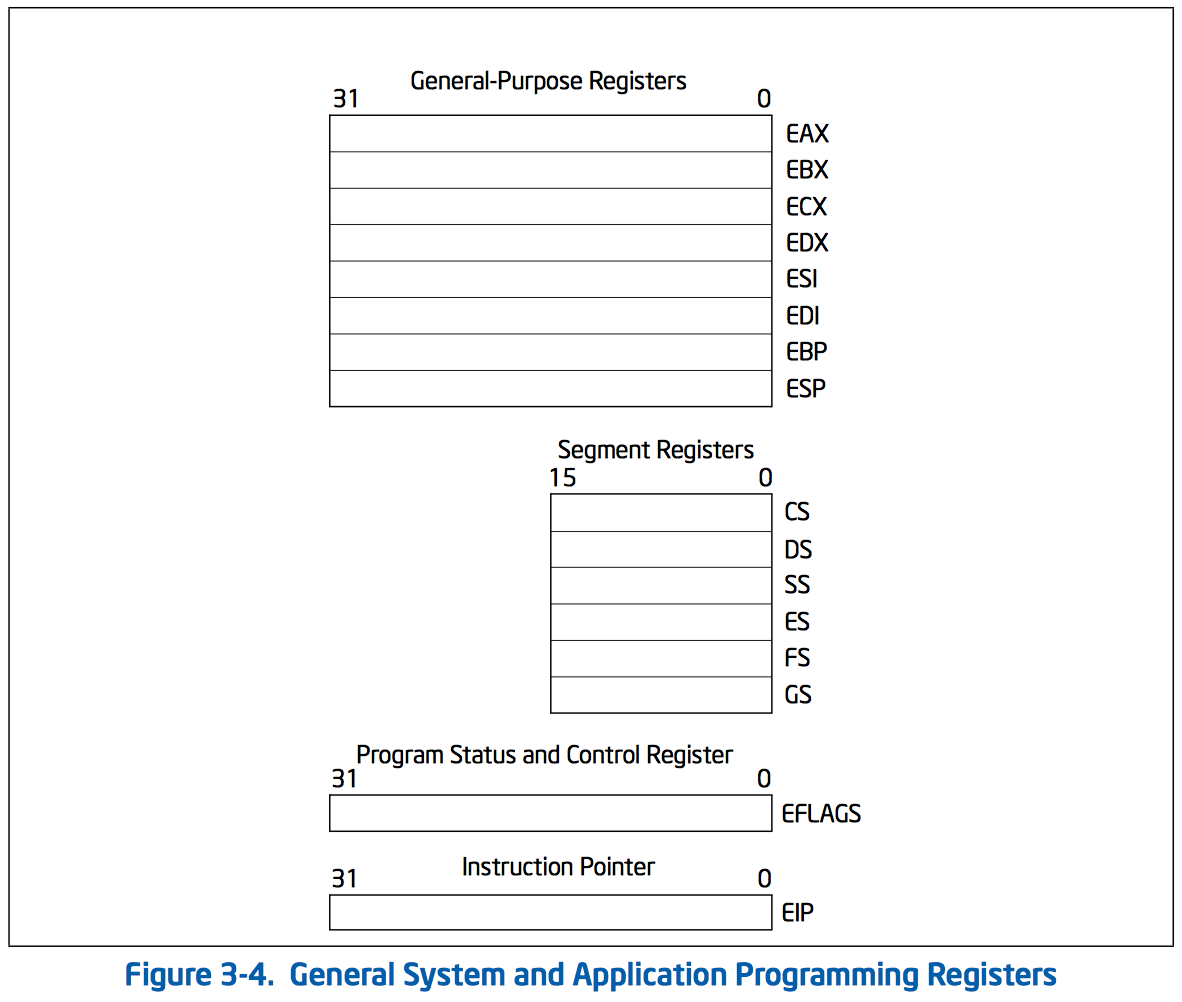 General-Purpose Registers
31 0
EAX
EBX
ECX
EDX
ESI
EDI
EBP
ESP
Segment Registers
15 0
CS
DS
SS
ES
FS
GS
Program Status and Control Register
31 0
EFLAGS
Instruction Pointer
31 0
EIP
Figure 3-4. General System and Application Programming Registers